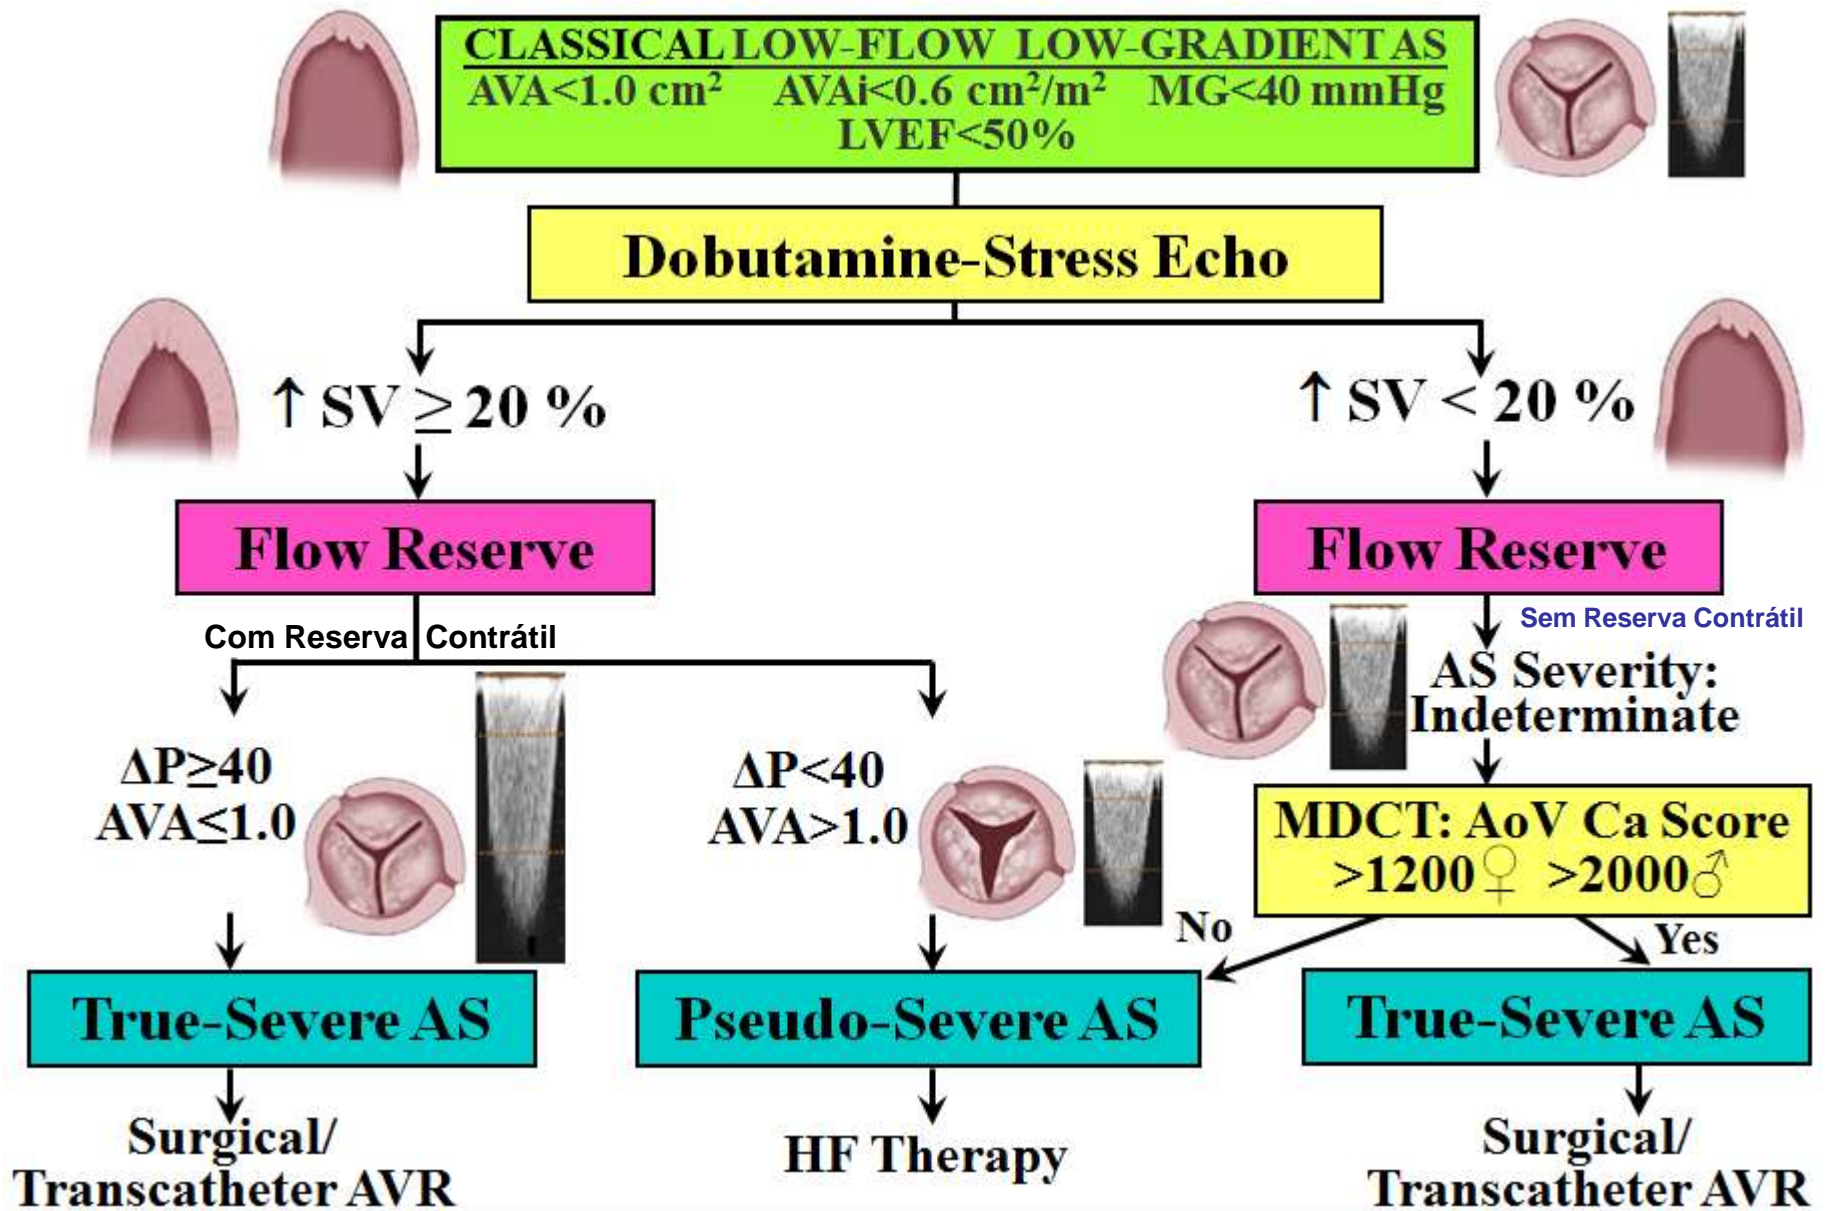 CLASSICAL LOW-FLOW LOW-GRADIENT AS
AVA<1.0 cm² AVAi<0.6 cm²/m² MG<40 mmHg
LVEF<50%
Dobutamine-Stress Echo
↑ SV ≥ 20 %
↑ SV < 20 %
Flow Reserve
Flow Reserve
Com Reserva Contrátil
Sem Reserva Contrátil
AS Severity:
Indeterminate
ΔP≥40
AVA≤1.0
ΔP<40
AVA>1.0
MDCT: AoV Ca Score
>1200♀ >2000♂
No
Yes
True-Severe AS
Pseudo-Severe AS
True-Severe AS
Surgical/
Transcatheter AVR
HF Therapy
Surgical/
Transcatheter AVR